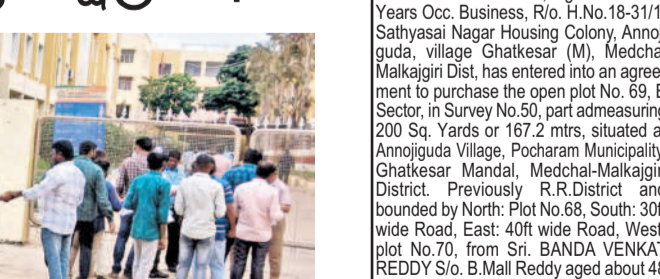 Years Occ. Business, R/o. H.No.18-31/1
Sathyasai Nagar Housing Colony, Annoj
guda, village Ghatkesar (M), Medcha
Malkajgiri Dist, has entered into an agree
ment to purchase the open plot No. 69, E
Sector, in Survey No.50, part admeasuring
200 Sq. Yards or 167.2 mtrs, situated a
Annojiguda Village, Pocharam Municipality
Ghatkesar Mandal, Medchal-Malkajgiri
District. Previously R.R.District and
bounded by North: Plot No.68, South: 30ft
wide Road, East: 40ft wide Road, West
plot No.70, from Sri. BANDA VENKAT
REDDY S/o. B.Mall Reddy aged about 4